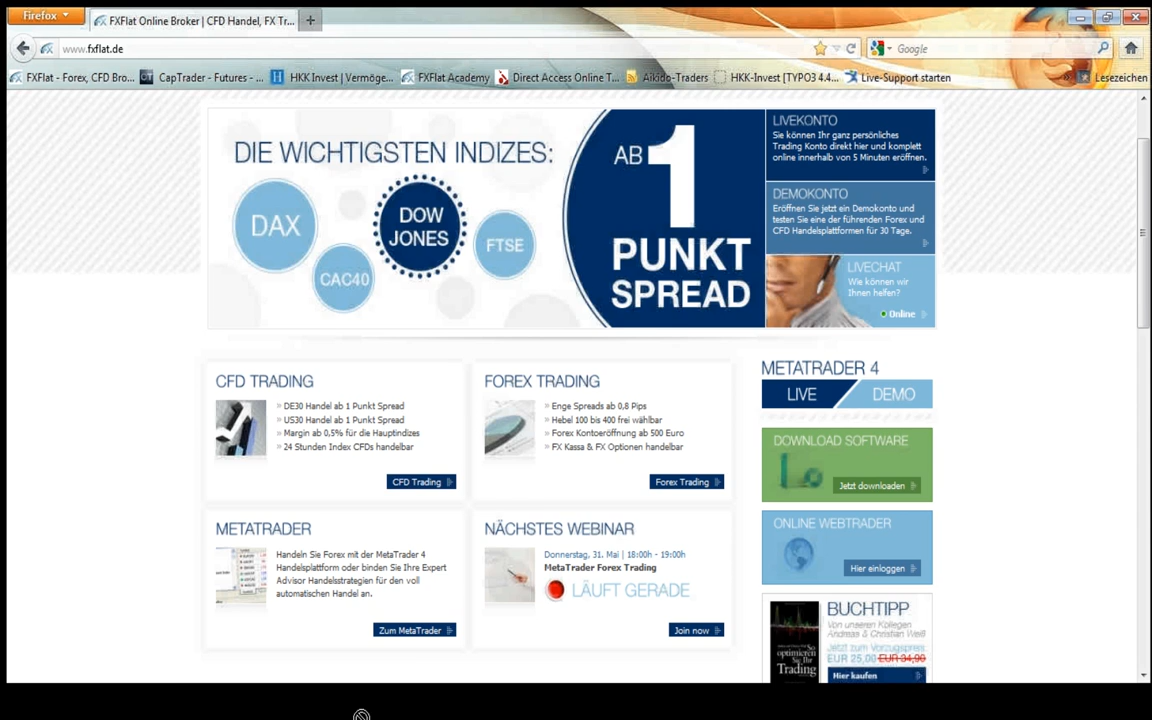 Firefox
FXFlat Online Broker | CFD Handel, FX Tr...
www.fxflat.de
Google
FXFlat - Forex, CFD Bro...
CapTrader - Futures - ...
HKK Invest | Vermöge...
FXFlat Academy
Direct Access Online T...
Aikido-Traders
HKK-Invest [TYPO3 4.4...
Live-Support starten
»
Lesezeichen
DIE WICHTIGSTEN INDIZES:
DAX
CAC40
DOW
JONES
FTSE
AB 1
PUNKT
SPREAD
LIVEKONTO
Sie können Ihr ganz persönliches
Trading Konto direkt hier und komplett
online innerhalb von 5 Minuten eröffnen.
DEMOKONTO
Eröffnen Sie jetzt ein Demokonto und
testen Sie eine der führenden Forex und
CFD Handelsplattformen für 30 Tage.
LIVECHAT
Wie können wir
Ihnen helfen?
Online
CFD TRADING
» DE30 Handel ab 1 Punkt Spread
» US30 Handel ab 1 Punkt Spread
» Margin ab 0,5% für die Hauptindizes
» 24 Stunden Index CFDs handelbar
CFD Trading
FOREX TRADING
» Enge Spreads ab 0,8 Pips
» Hebel 100 bis 400 frei wählbar
» Forex Kontoeröffnung ab 500 Euro
» FX Kassa & FX Optionen handelbar
Forex Trading
METATRADER 4
LIVE
DEMO
DOWNLOAD SOFTWARE
Jetzt downloaden
ONLINE WEBTRADER
Hier einloggen
METATRADER
Handeln Sie Forex mit der MetaTrader 4
Handelsplattform oder binden Sie Ihre Expert
Advisor Handelsstrategien für den voll
automatischen Handel an.
Zum MetaTrader
NÄCHSTES WEBINAR
Donnerstag, 31. Mai | 18:00h - 19:00h
MetaTrader Forex Trading
LÄUFT GERADE
Join now
BUCHTIPP
Von unseren Kollegen
Andreas & Christian Weiß
Jetzt zum Vorzugspreis
EUR 25,00 EUR 34,90
Hier kaufen
So
optimieren
Sie Ihr
Trading